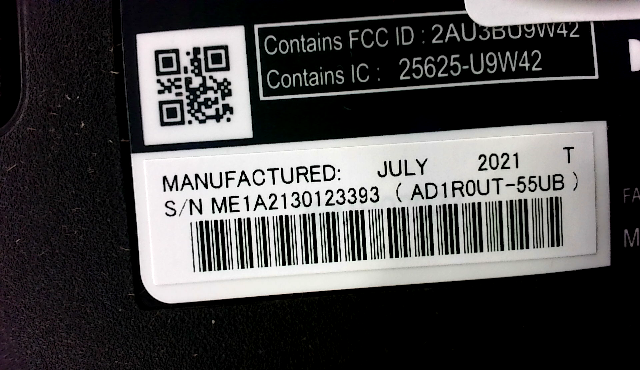 Contains FCC ID : 2AU3BU9W42
Contains IC : 25625-U9W42
MANUFACTURED: JULY 2021 T
S/N ME1A2130123393 ( AD1R0UT-55UB )